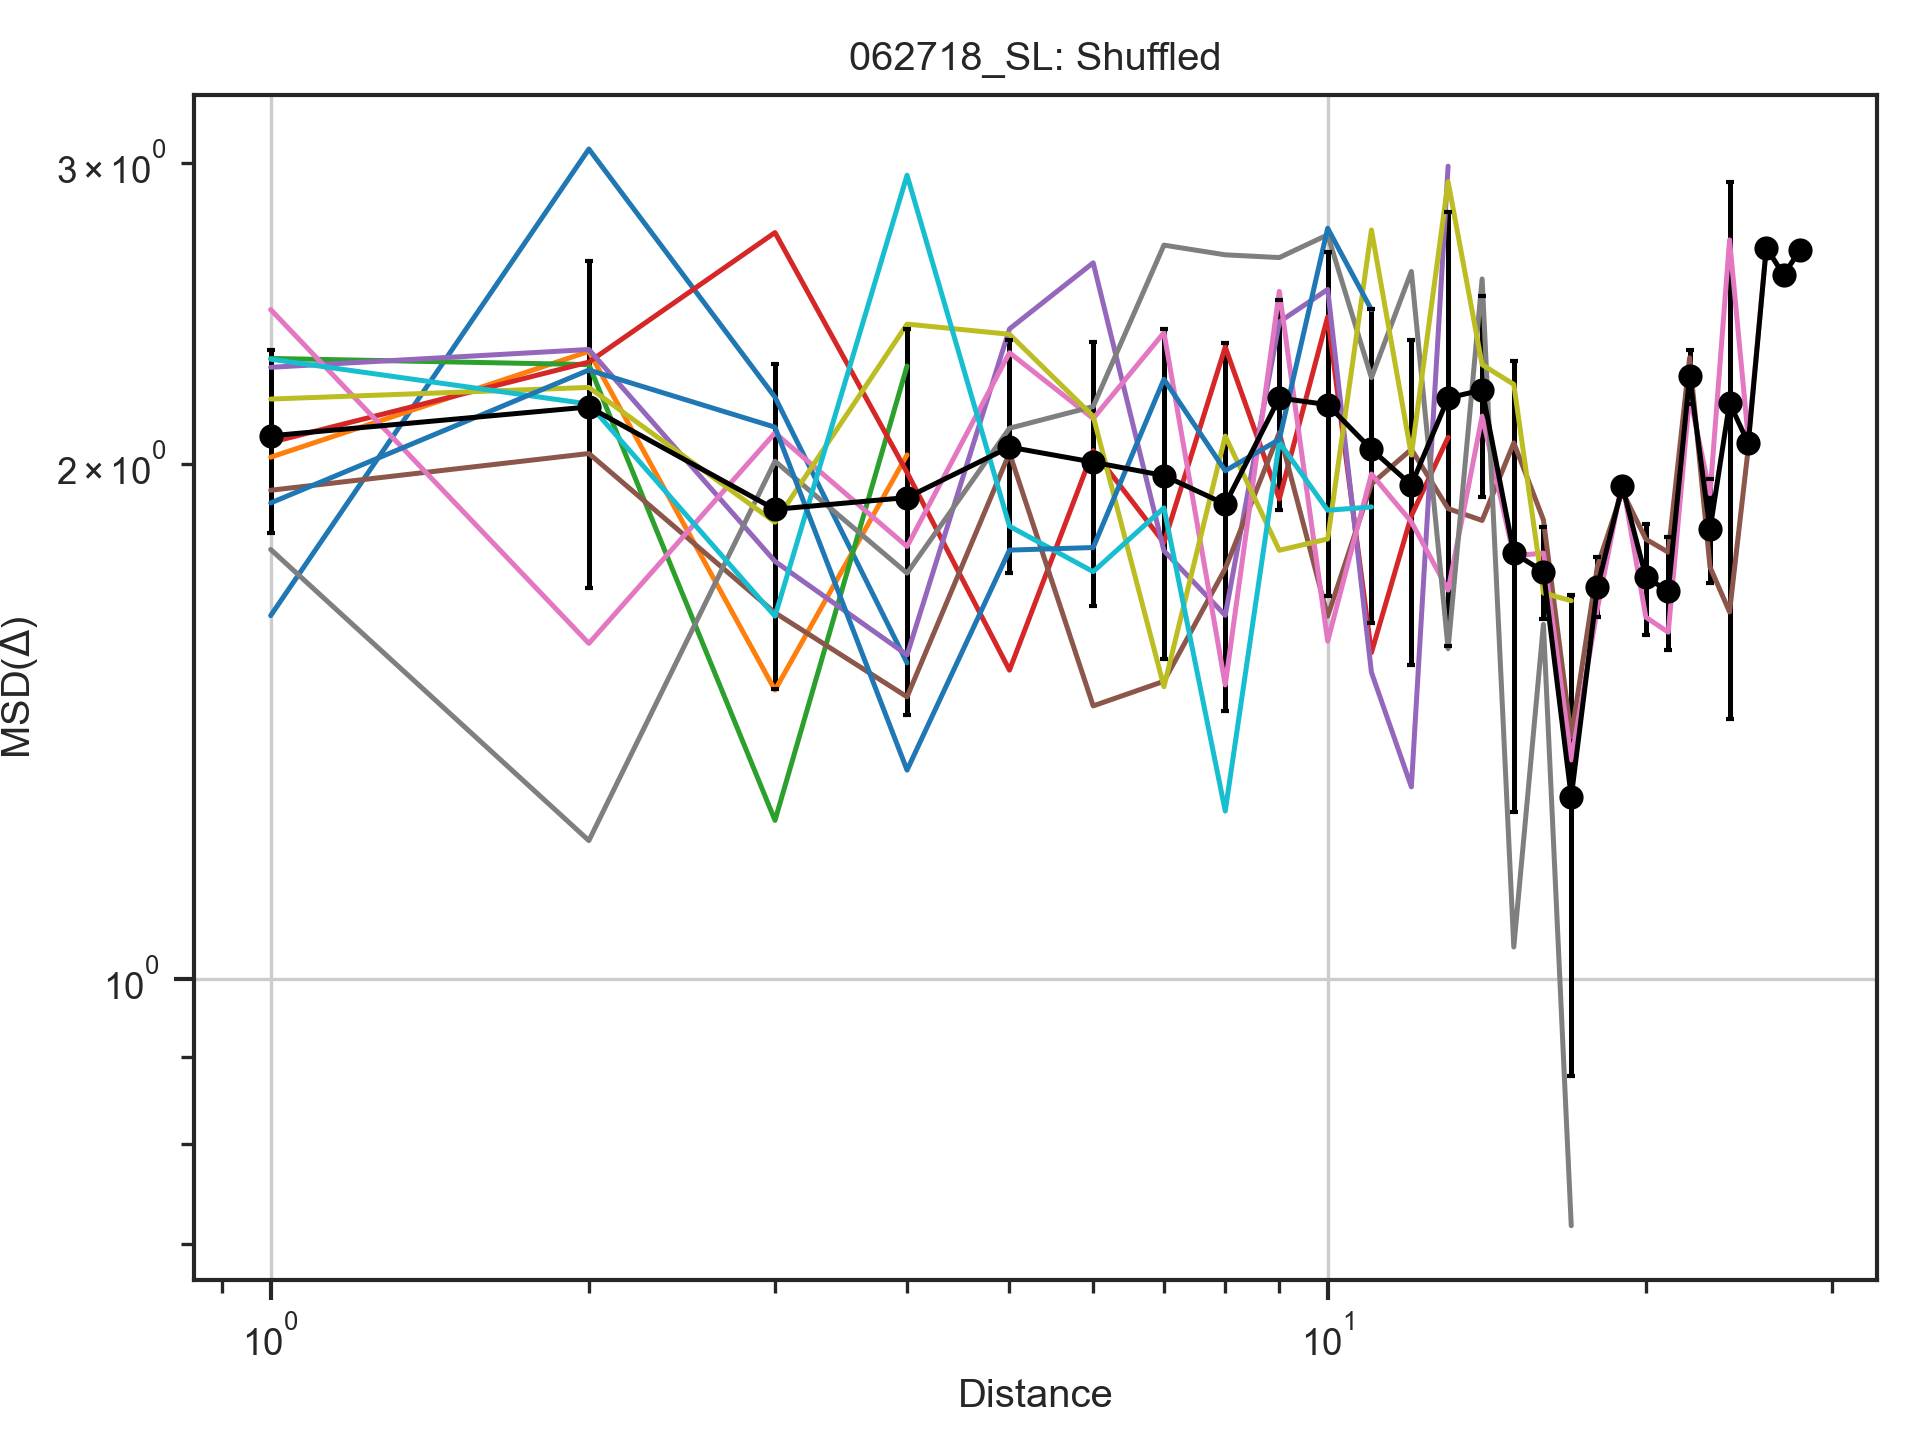 062718_SL: Shuffled
3 × 10⁰
2 × 10⁰
10⁰
MSD(Δ)
10⁰ 10¹
Distance